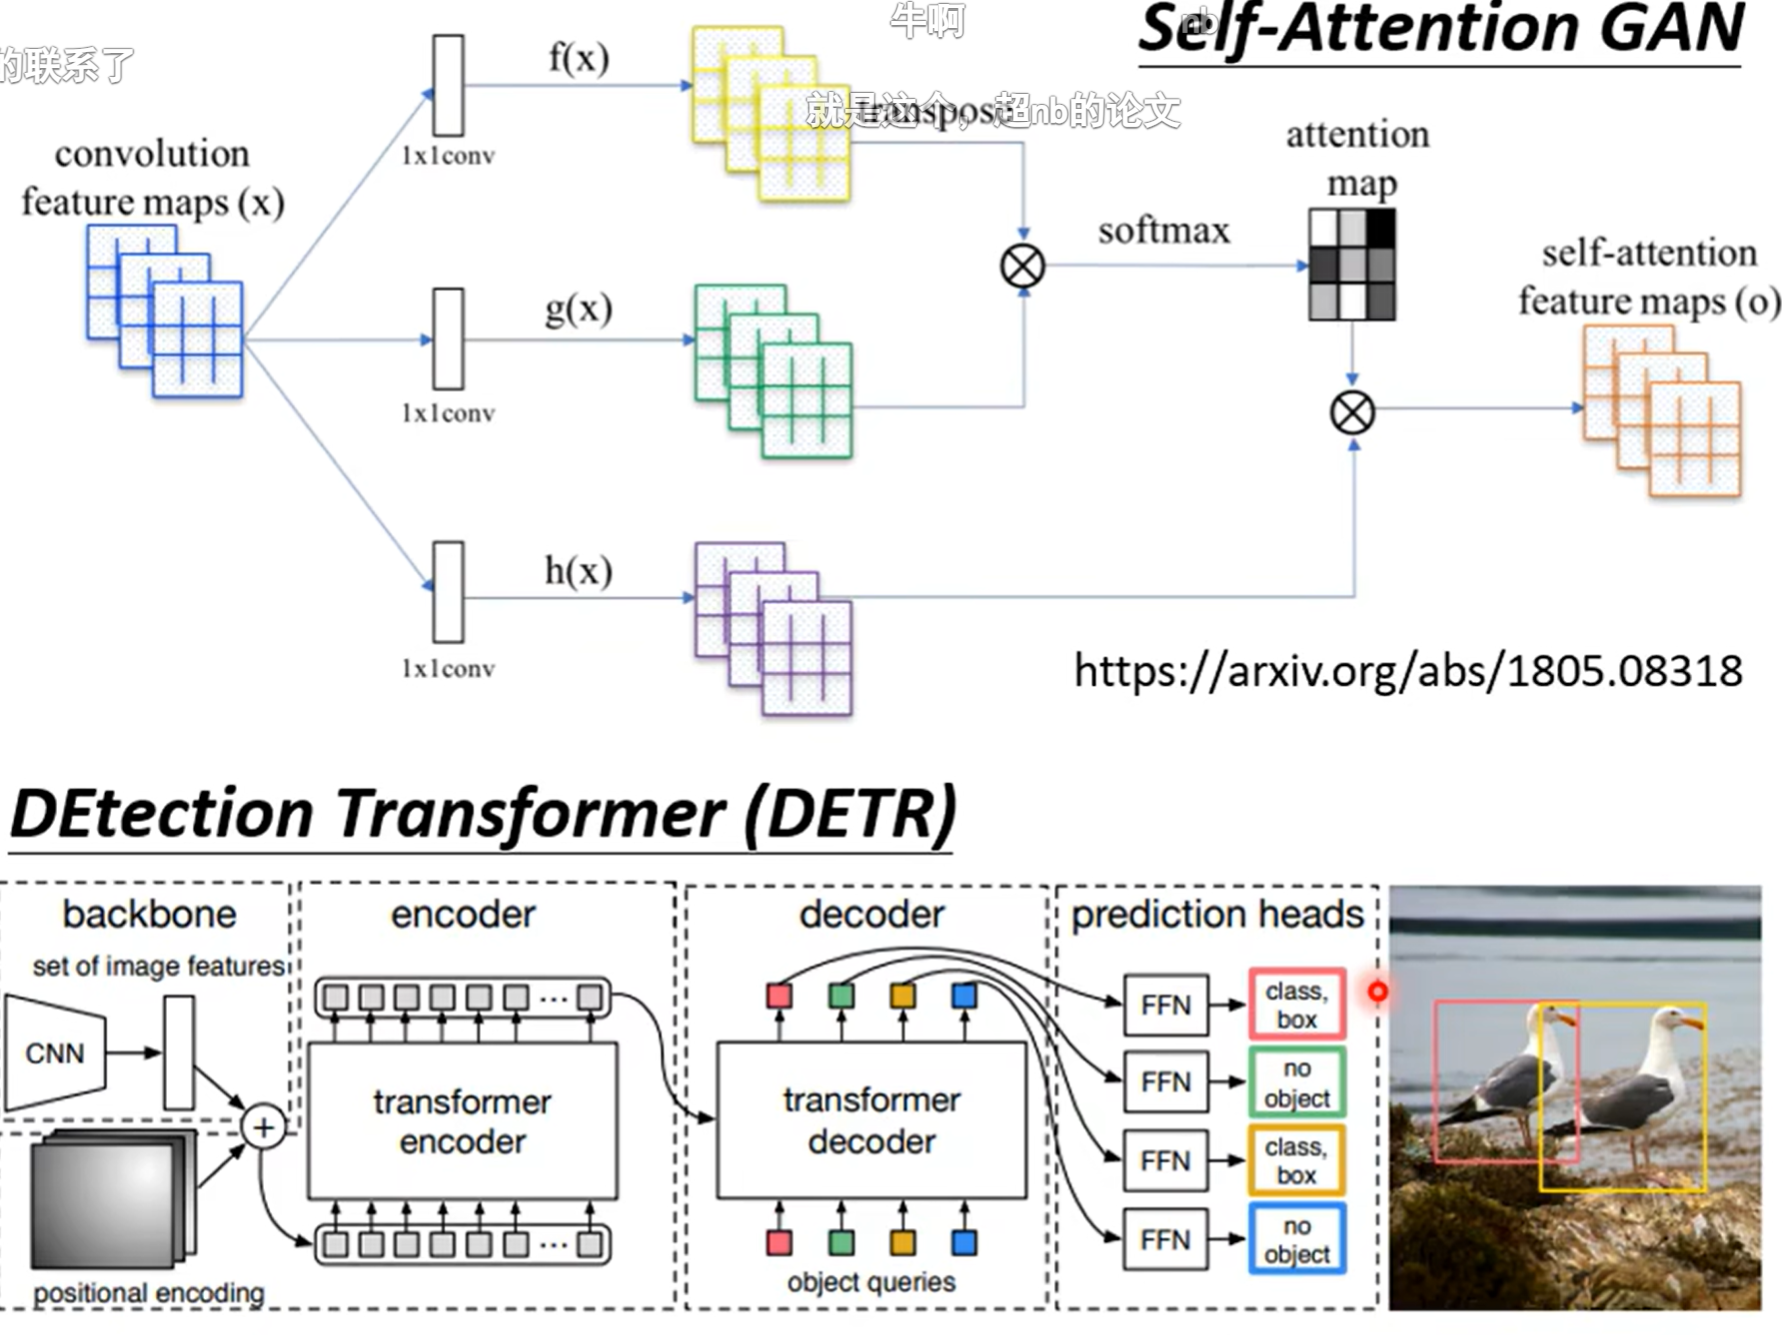 牛啊
nb
Self-Attention GAN
的联系了
f(x)
就是这个，超nb的论文
transpose
1x1conv
convolution
feature maps (x)
attention
map
softmax
self-attention
feature maps (o)
g(x)
1x1conv
h(x)
1x1conv
https://arxiv.org/abs/1805.08318
DEtection Transformer (DETR)
backbone
set of image features
CNN
+
positional encoding
encoder
...
transformer
encoder
...
decoder
transformer
decoder
object queries
prediction heads
FFN
class,
box
FFN
no
object
FFN
class,
box
FFN
no
object